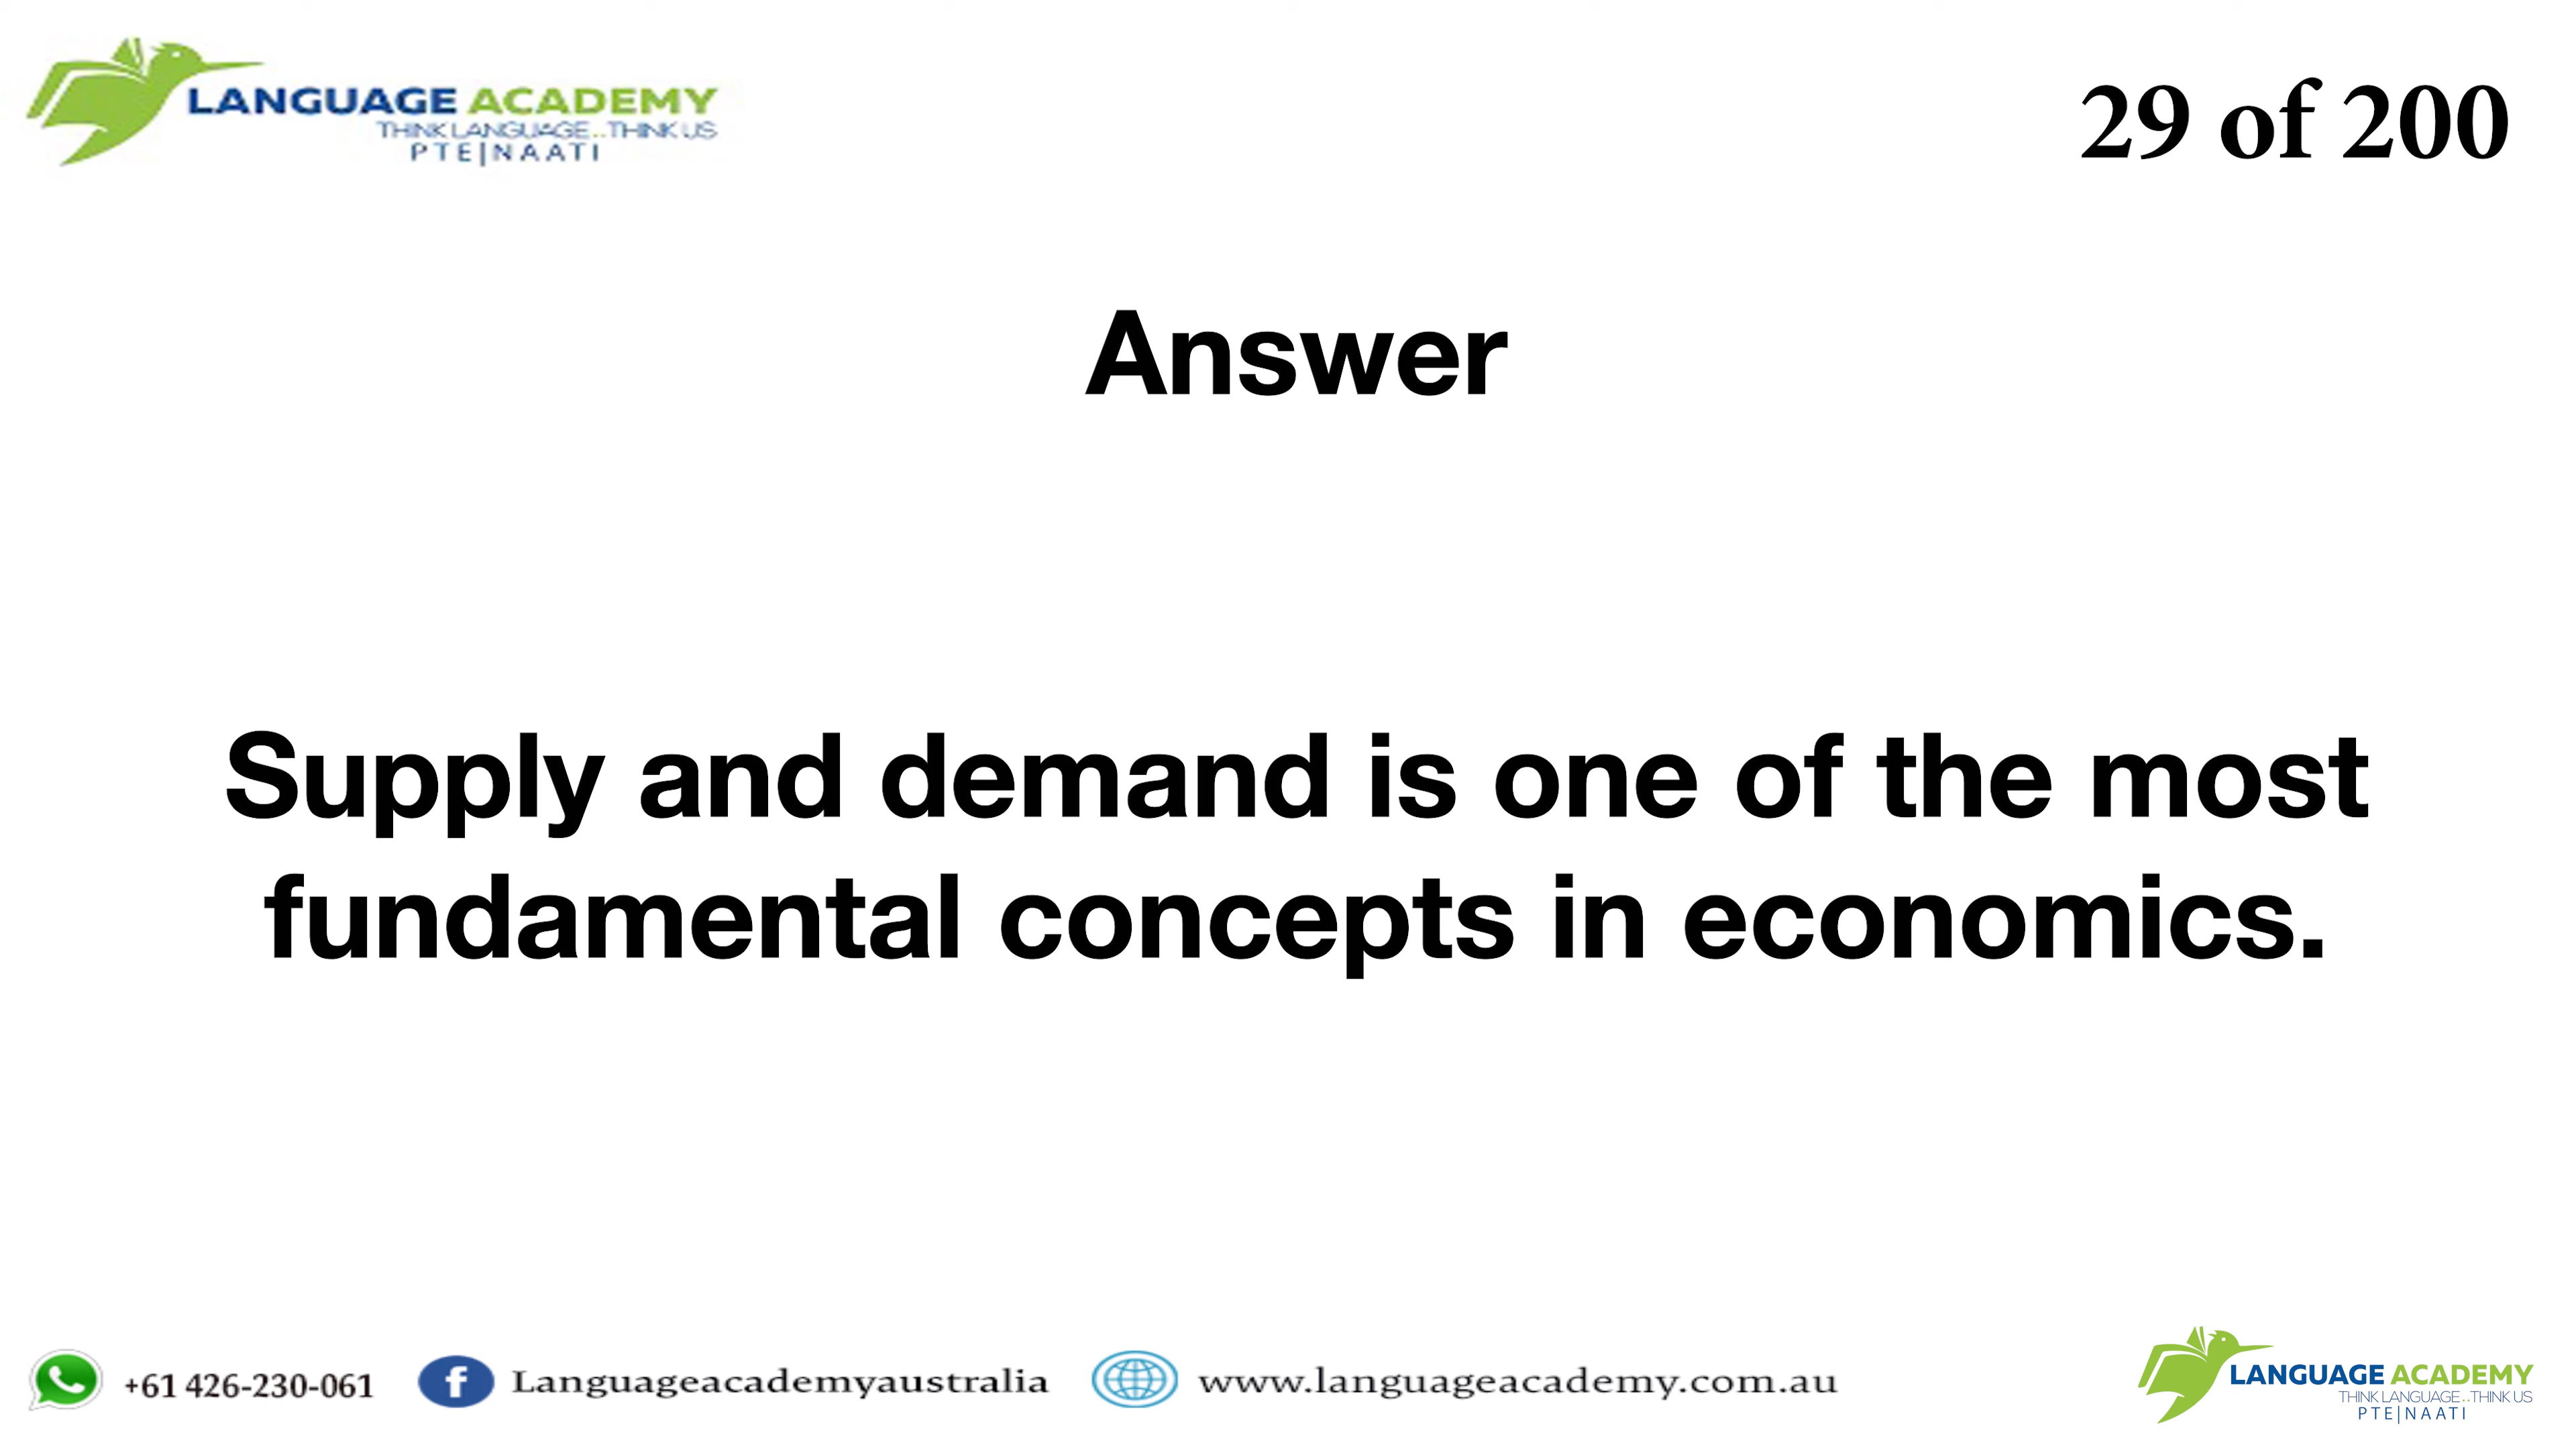 LANGUAGE ACADEMY
THINK LANGUAGE..THINK US
PTE|NAATI
29 of 200
Answer
Supply and demand is one of the most
fundamental concepts in economics.
+61 426-230-061
Languageacademyaustralia
www.languageacademy.com.au
LANGUAGE ACADEMY
THINK LANGUAGE..THINK US
PTE|NAATI